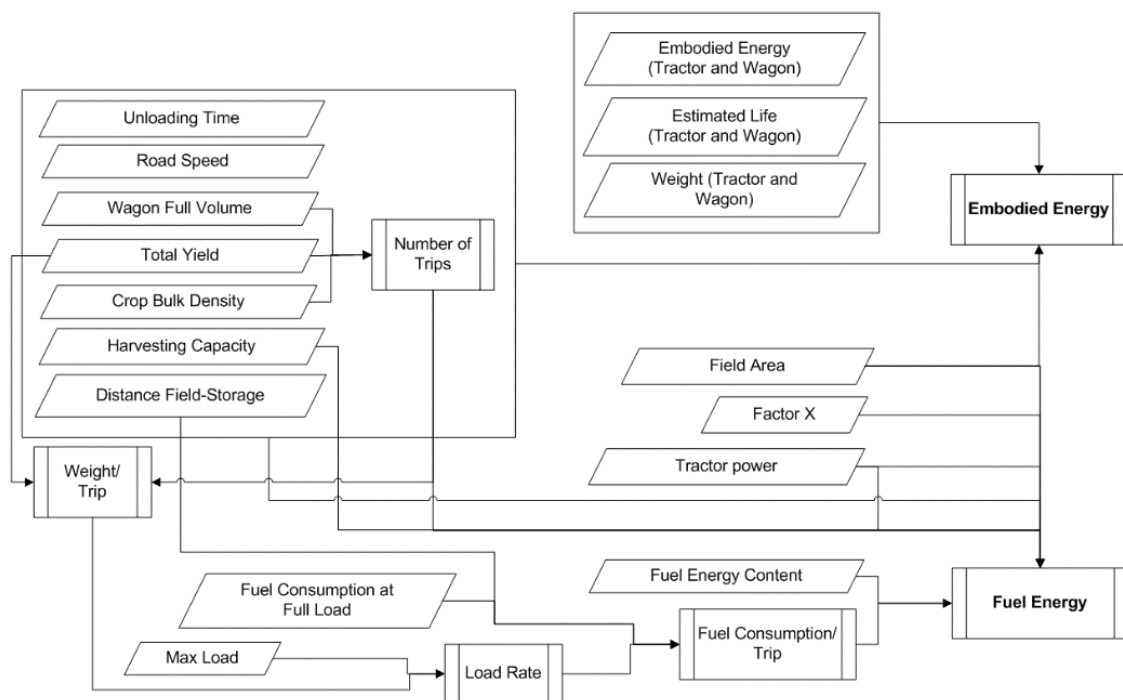 Embodied Energy
(Tractor and Wagon)
Estimated Life
(Tractor and Wagon)
Weight (Tractor and
Wagon)
Embodied Energy
Unloading Time
Road Speed
Wagon Full Volume
Total Yield
Crop Bulk Density
Harvesting Capacity
Distance Field-Storage
Number of
Trips
Field Area
Factor X
Tractor power
Weight/
Trip
Fuel Consumption at
Full Load
Fuel Energy Content
Fuel Energy
Max Load
Load Rate
Fuel Consumption/
Trip